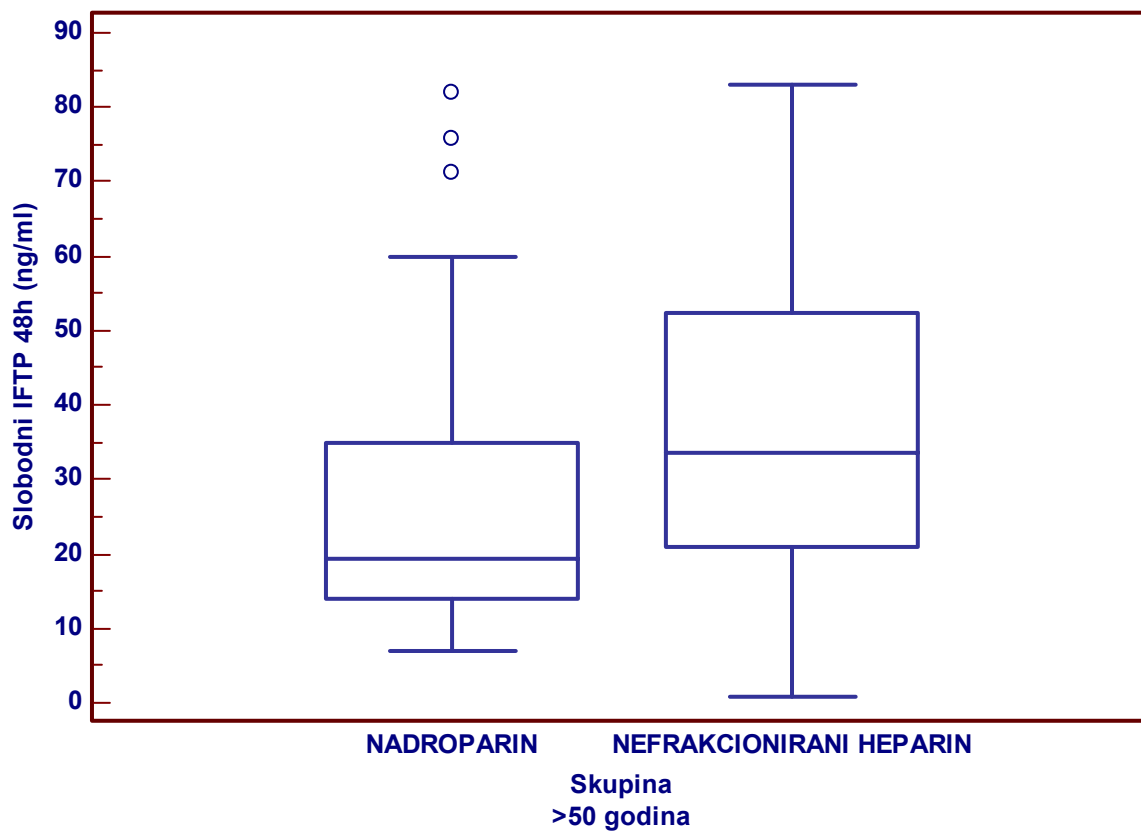 Slobodni IFTP 48h (ng/ml)
90
80
70
60
50
40
30
20
10
0
NADROPARIN NEFRAKCIONIRANI HEPARIN
Skupina
>50 godina